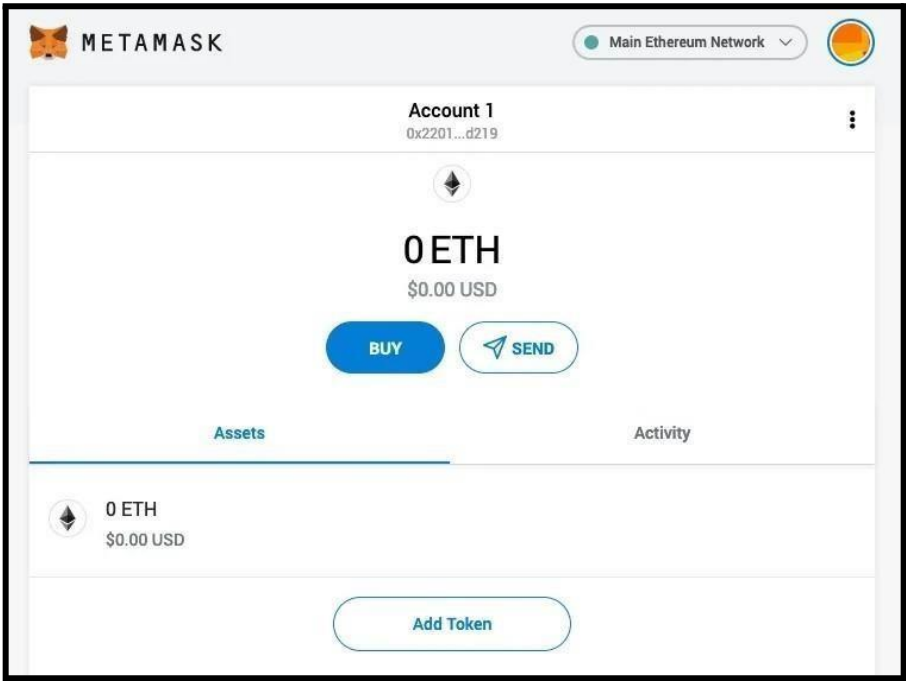 METAMASK
Main Ethereum Network
Account 1
0x2201...d219
0 ETH
$0.00 USD
BUY
SEND
Assets
Activity
0 ETH
$0.00 USD
Add Token